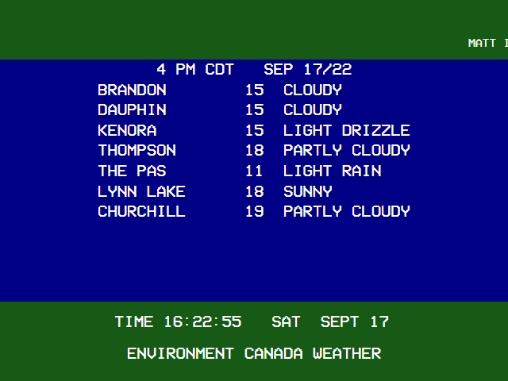 MATT
4 PM CDT SEP 17/22
BRANDON 15 CLOUDY
DAUPHIN 15 CLOUDY
KENORA 15 LIGHT DRIZZLE
THOMPSON 18 PARTLY CLOUDY
THE PAS 11 LIGHT RAIN
LYNN LAKE 18 SUNNY
CHURCHILL 19 PARTLY CLOUDY
TIME 16:22:55 SAT SEPT 17
ENVIRONMENT CANADA WEATHER